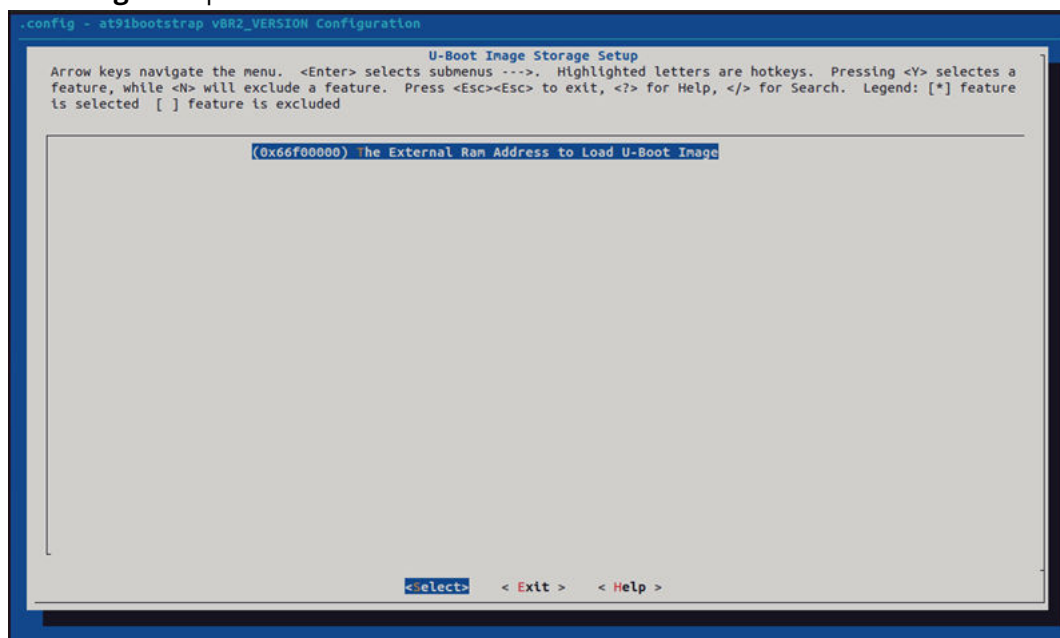 .config - at91bootstrap vBR2_VERSION Configuration
U-Boot Image Storage Setup
Arrow keys navigate the menu. <Enter> selects submenus --->. Highlighted letters are hotkeys. Pressing <Y> selectes a
feature, while <N> will exclude a feature. Press <Esc><Esc> to exit, <?> for Help, </> for Search. Legend: [*] feature
is selected [ ] feature is excluded
(0x66f00000) The External Ram Address to Load U-Boot Image
<Select> < Exit > < Help >